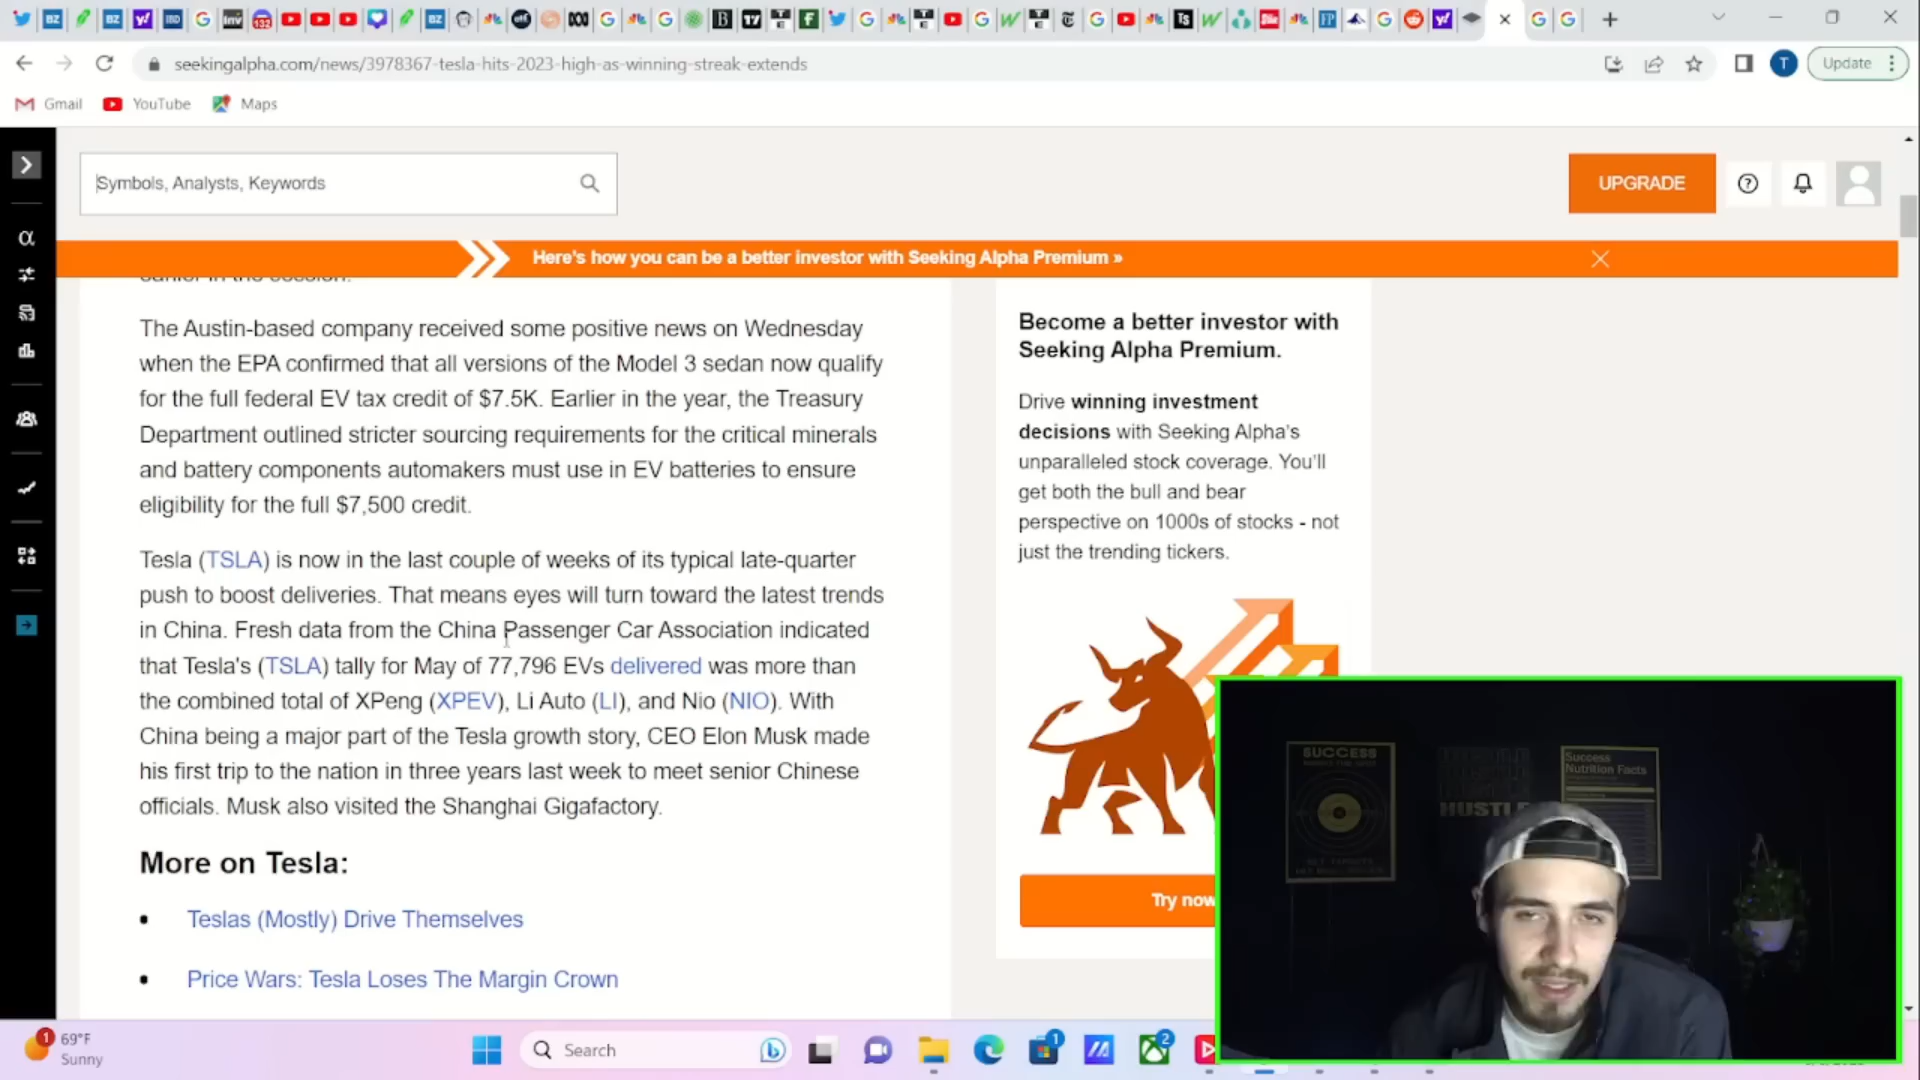 seekingalpha.com/news/3978367-tesla-hits-2023-high-as-winning-streak-extends
T
Update
Gmail
YouTube
Maps
Symbols, Analysts, Keywords
UPGRADE
Here's how you can be a better investor with Seeking Alpha Premium »
earlier in the session.
The Austin-based company received some positive news on Wednesday
when the EPA confirmed that all versions of the Model 3 sedan now qualify
for the full federal EV tax credit of $7.5K. Earlier in the year, the Treasury
Department outlined stricter sourcing requirements for the critical minerals
and battery components automakers must use in EV batteries to ensure
eligibility for the full $7,500 credit.
Tesla (TSLA) is now in the last couple of weeks of its typical late-quarter
push to boost deliveries. That means eyes will turn toward the latest trends
in China. Fresh data from the China Passenger Car Association indicated
that Tesla's (TSLA) tally for May of 77,796 EVs delivered was more than
the combined total of XPeng (XPEV), Li Auto (LI), and Nio (NIO). With
China being a major part of the Tesla growth story, CEO Elon Musk made
his first trip to the nation in three years last week to meet senior Chinese
officials. Musk also visited the Shanghai Gigafactory.
More on Tesla:
Teslas (Mostly) Drive Themselves
Price Wars: Tesla Loses The Margin Crown
Become a better investor with
Seeking Alpha Premium.
Drive winning investment
decisions with Seeking Alpha's
unparalleled stock coverage. You'll
get both the bull and bear
perspective on 1000s of stocks - not
just the trending tickers.
Try now
SUCCESS
HUSTLE
Success
Nutrition Facts
1
69°F
Sunny
Search
1
2